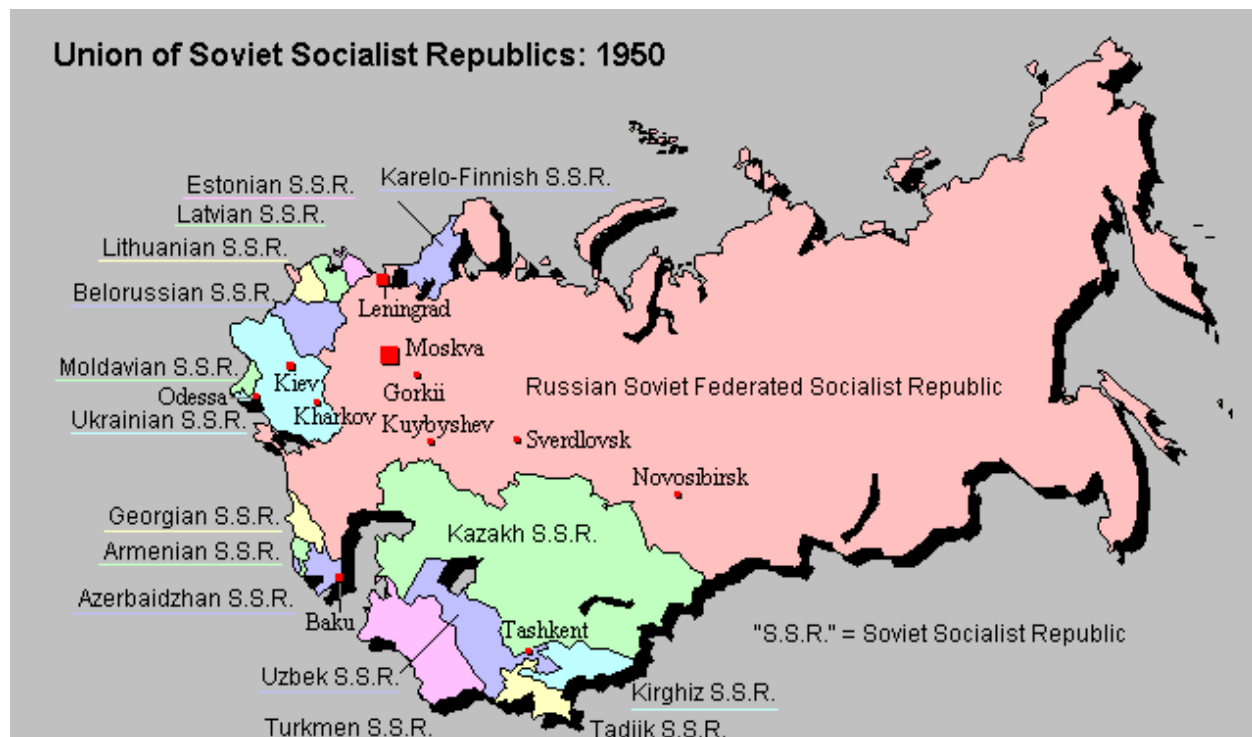 Union of Soviet Socialist Republics: 1950
Karelo-Finnish S.S.R.
Estonian S.S.R.
Latvian S.S.R.
Lithuanian S.S.R.
Belorussian S.S.R.
Leningrad
Moskva
Moldavian S.S.R.
Kiev
Gorkii
Russian Soviet Federated Socialist Republic
Odessa
Kharkov
Ukrainian S.S.R.
Kuybyshev
Sverdlovsk
Novosibirsk
Georgian S.S.R.
Kazakh S.S.R.
Armenian S.S.R.
Azerbaidzhan S.S.R.
Baku
Tashkent
"S.S.R." = Soviet Socialist Republic
Uzbek S.S.R.
Kirghiz S.S.R.
Turkmen S.S.R.
Tadjik S.S.R.